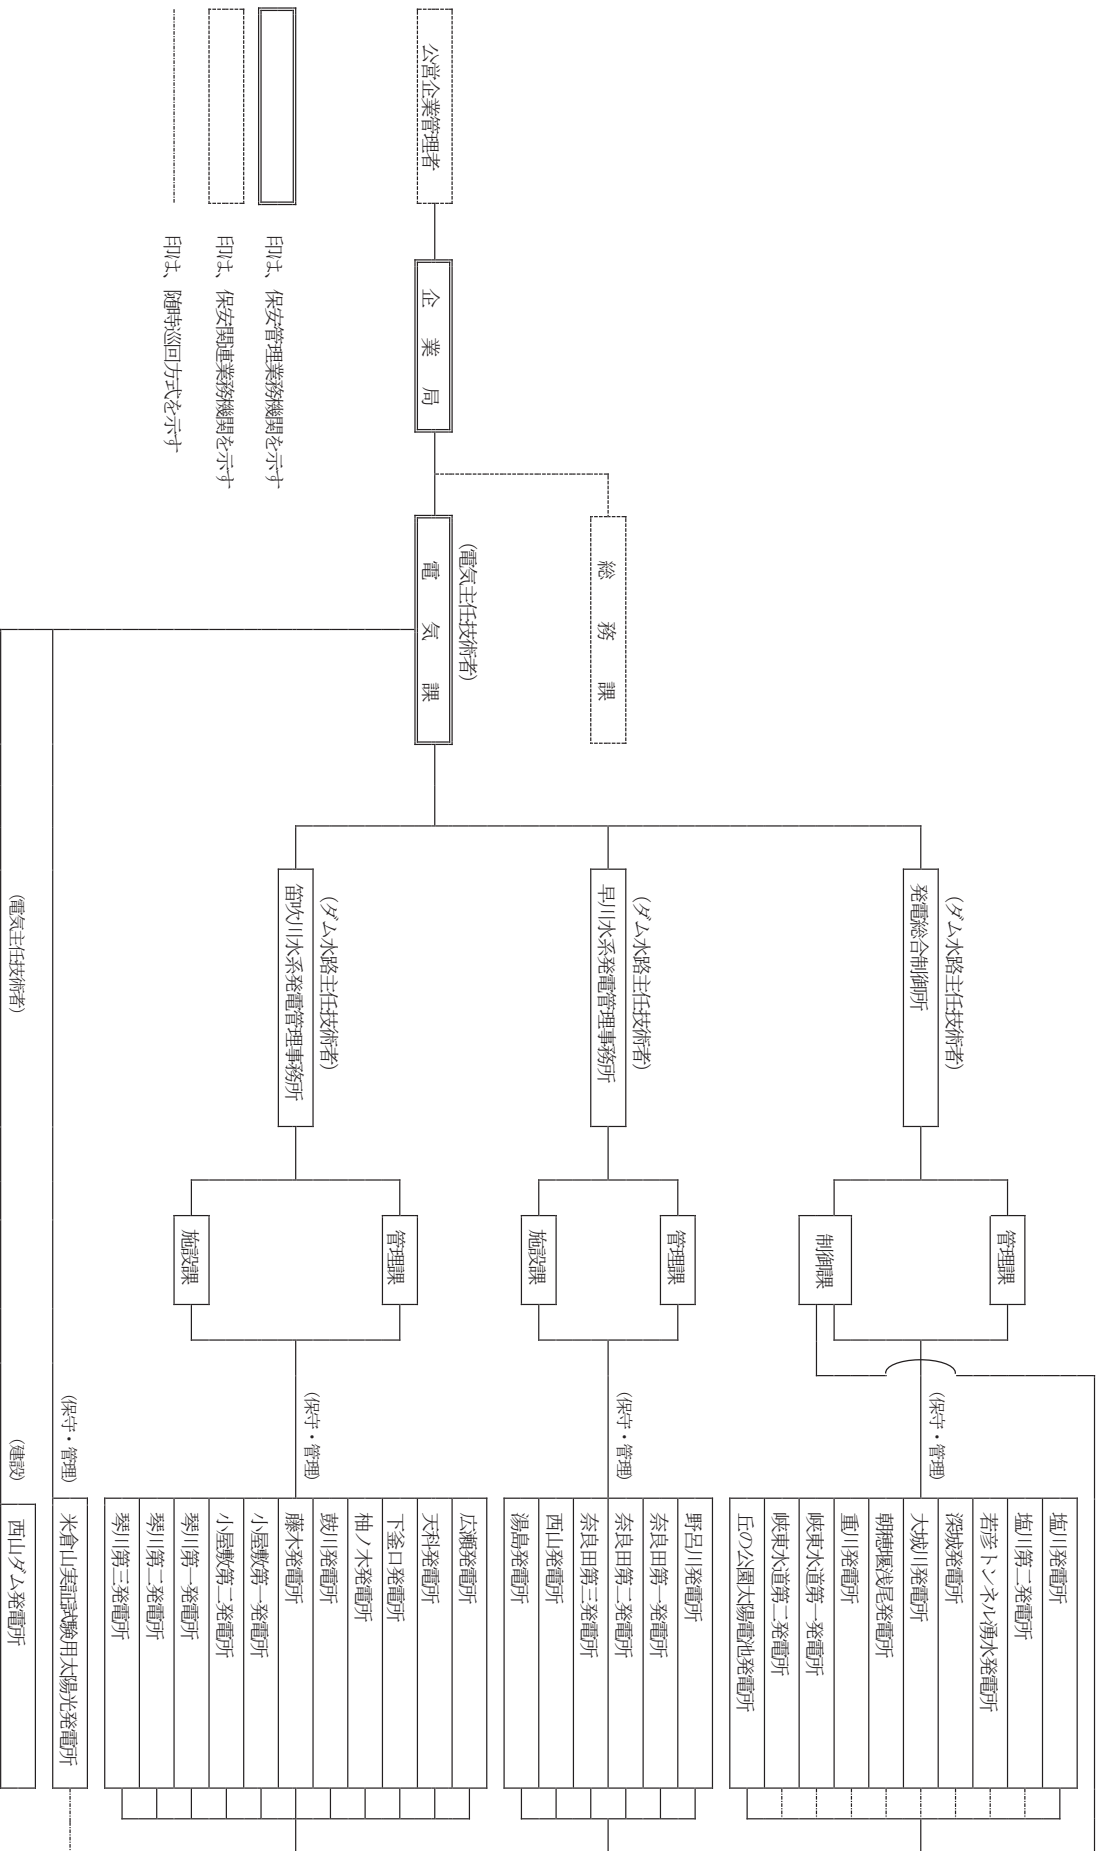 公営企業管理者
企業局
総務課
(電気主任技術者)
電気課
(ダム水路主任技術者)
発電総合制御所
管理課
制御課
(保守・管理)
塩川発電所
塩川第二発電所
若彦トンネル湧水発電所
深城発電所
大城川発電所
朝穂堰浅尾発電所
重川発電所
峡東水道第一発電所
峡東水道第二発電所
丘の公園太陽電池発電所
(ダム水路主任技術者)
早川水系発電管理事務所
管理課
施設課
(保守・管理)
野呂川発電所
奈良田第一発電所
奈良田第二発電所
奈良田第三発電所
西山発電所
湯島発電所
(ダム水路主任技術者)
笛吹川水系発電管理事務所
管理課
施設課
(保守・管理)
広瀬発電所
天科発電所
下釜口発電所
柚ノ木発電所
鼓川発電所
藤木発電所
小屋敷第一発電所
小屋敷第二発電所
琴川第一発電所
琴川第二発電所
琴川第三発電所
(保守・管理)
米倉山実証試験用太陽光発電所
(電気主任技術者)
(建設)
西山ダム発電所
印は、保安管理業務機関を示す
印は、保安関連業務機関を示す
印は、随時巡回方式を示す